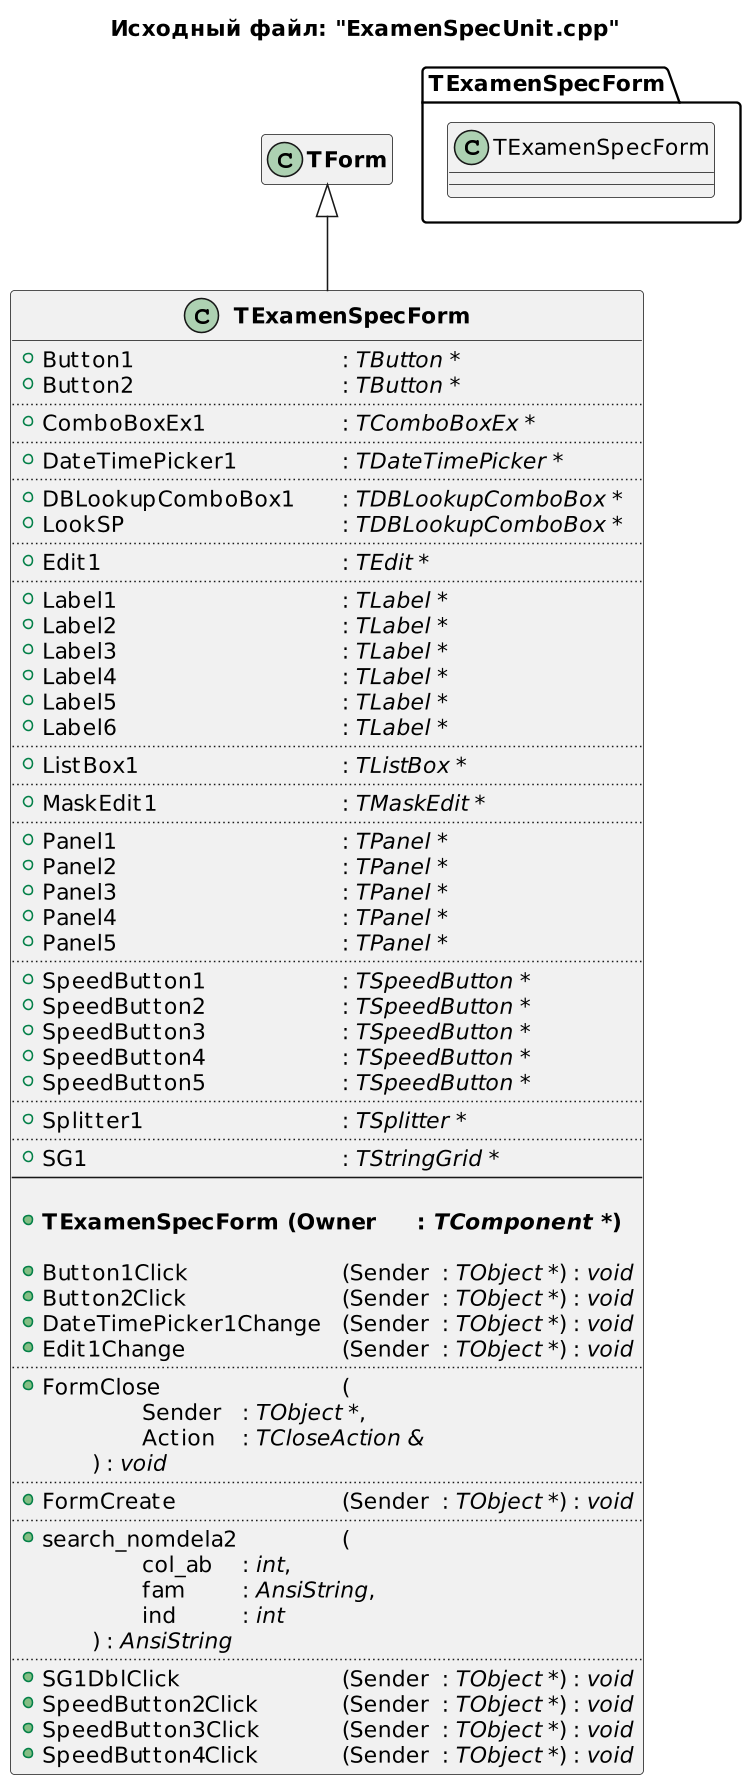 Исходный файл: "ExamenSpecUnit.cpp"
TExamenSpecForm
C TForm
C TExamenSpecForm
C TExamenSpecForm
Button1 : TButton *
Button2 : TButton *
ComboBoxEx1 : TComboBoxEx *
DateTimePicker1 : TDateTimePicker *
DBLookupComboBox1 : TDBLookupComboBox *
LookSP : TDBLookupComboBox *
Edit1 : TEdit *
Label1 : TLabel *
Label2 : TLabel *
Label3 : TLabel *
Label4 : TLabel *
Label5 : TLabel *
Label6 : TLabel *
ListBox1 : TListBox *
MaskEdit1 : TMaskEdit *
Panel1 : TPanel *
Panel2 : TPanel *
Panel3 : TPanel *
Panel4 : TPanel *
Panel5 : TPanel *
SpeedButton1 : TSpeedButton *
SpeedButton2 : TSpeedButton *
SpeedButton3 : TSpeedButton *
SpeedButton4 : TSpeedButton *
SpeedButton5 : TSpeedButton *
Splitter1 : TSplitter *
SG1 : TStringGrid *
TExamenSpecForm (Owner : TComponent *)
Button1Click (Sender : TObject *) : void
Button2Click (Sender : TObject *) : void
DateTimePicker1Change (Sender : TObject *) : void
Edit1Change (Sender : TObject *) : void
FormClose (
Sender : TObject *,
Action : TCloseAction &
) : void
FormCreate (Sender : TObject *) : void
search_nomdela2 (
col_ab : int,
fam : AnsiString,
ind : int
) : AnsiString
SG1DblClick (Sender : TObject *) : void
SpeedButton2Click (Sender : TObject *) : void
SpeedButton3Click (Sender : TObject *) : void
SpeedButton4Click (Sender : TObject *) : void